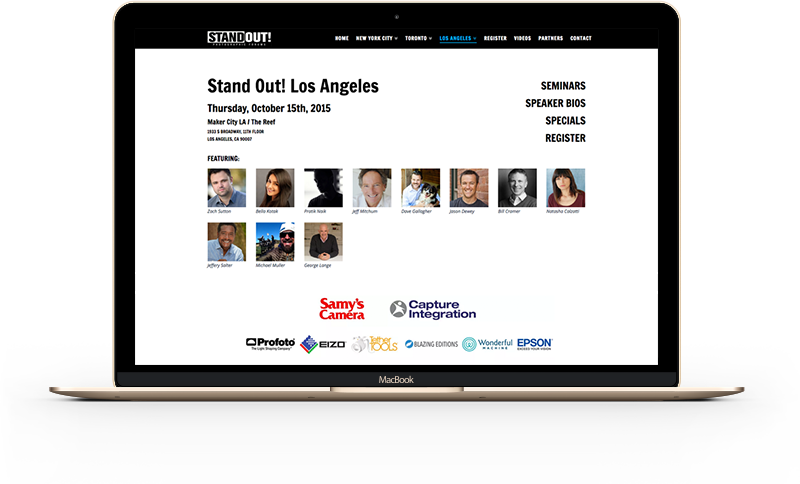 STANDOUT!
PHOTOGRAPHIC FORUMS
HOME NEW YORK CITY TORONTO LOS ANGELES REGISTER VIDEOS PARTNERS CONTACT
Stand Out! Los Angeles
Thursday, October 15th, 2015
Maker City LA / The Reef
1933 S BROADWAY, 11TH FLOOR
LOS ANGELES, CA 90007
SEMINARS
SPEAKER BIOS
SPECIALS
REGISTER
FEATURING:
Zach Sutton Bella Kotak Pratik Naik Jeff Mitchum Dave Gallagher Jason Dewey Bill Cramer Natasha Calzatti
Jeffery Salter Michael Muller George Lange
Samy's
Camera
Capture
Integration
Profoto
The Light Shaping Company
EIZO
Tether
TOOLS
BLAZING EDITIONS
Wonderful
MACHINE
EPSON
EXCEED YOUR VISION
MacBook